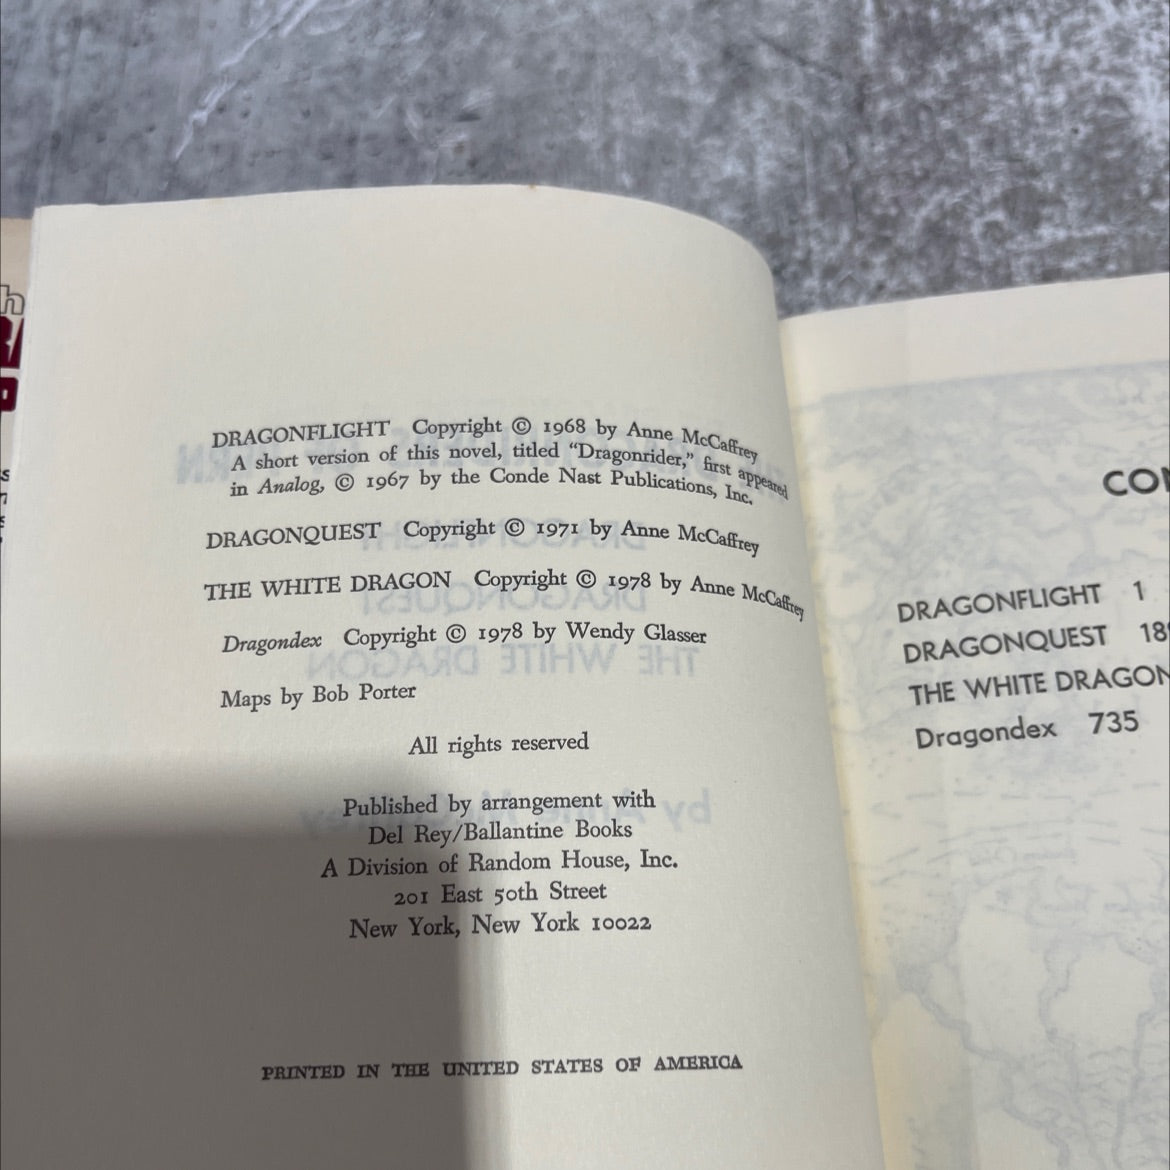 DRAGONFLIGHT Copyright © 1968 by Anne McCaffrey
A short version of this novel, titled “Dragonrider,” first appeared
in Analog, © 1967 by the Conde Nast Publications, Inc.
DRAGONQUEST Copyright © 1971 by Anne McCaffrey
THE WHITE DRAGON Copyright © 1978 by Anne McCaffrey
Dragondex Copyright © 1978 by Wendy Glasser
Maps by Bob Porter
All rights reserved
Published by arrangement with
Del Rey/Ballantine Books
A Division of Random House, Inc.
201 East 50th Street
New York, New York 10022
PRINTED IN THE UNITED STATES OF AMERICA
DRAGONFLIGHT 1
DRAGONQUEST
THE WHITE DRAGON
Dragondex 735